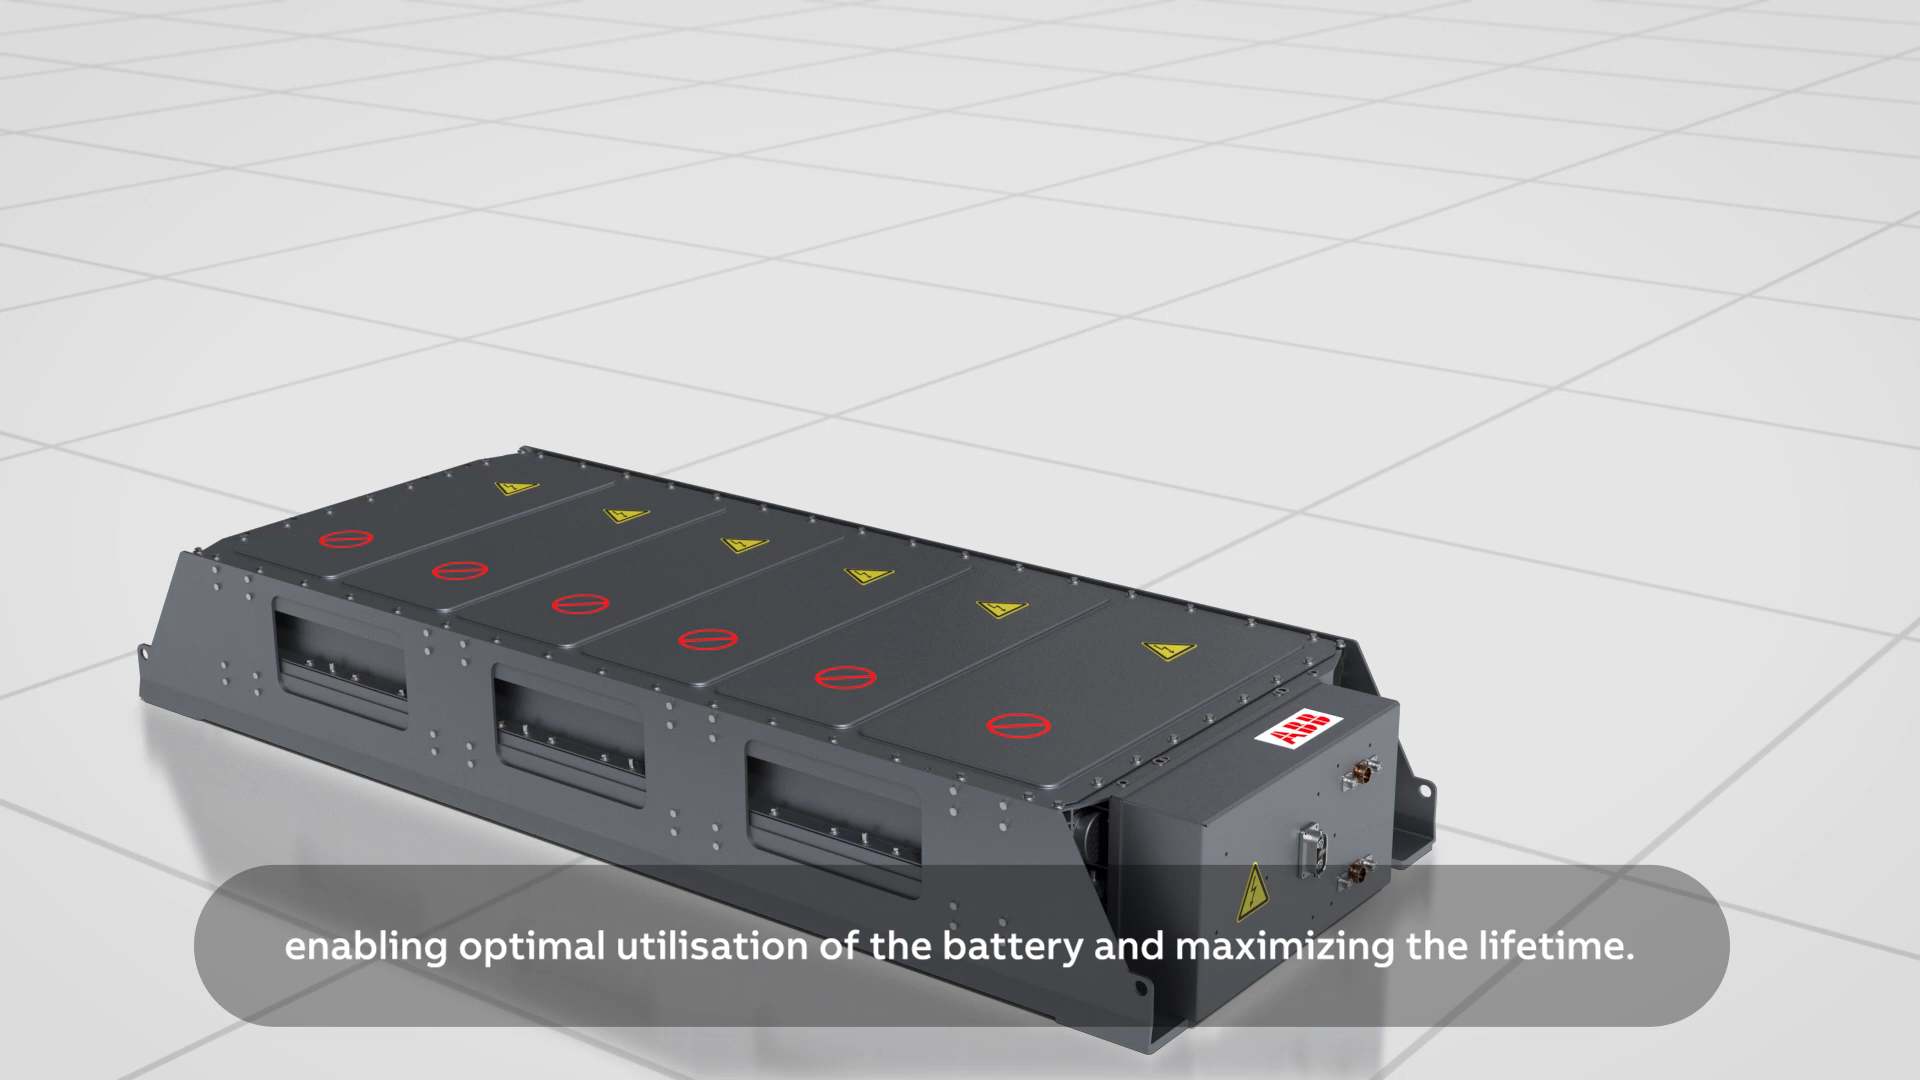 ABB
enabling optimal utilisation of the battery and maximizing the lifetime.